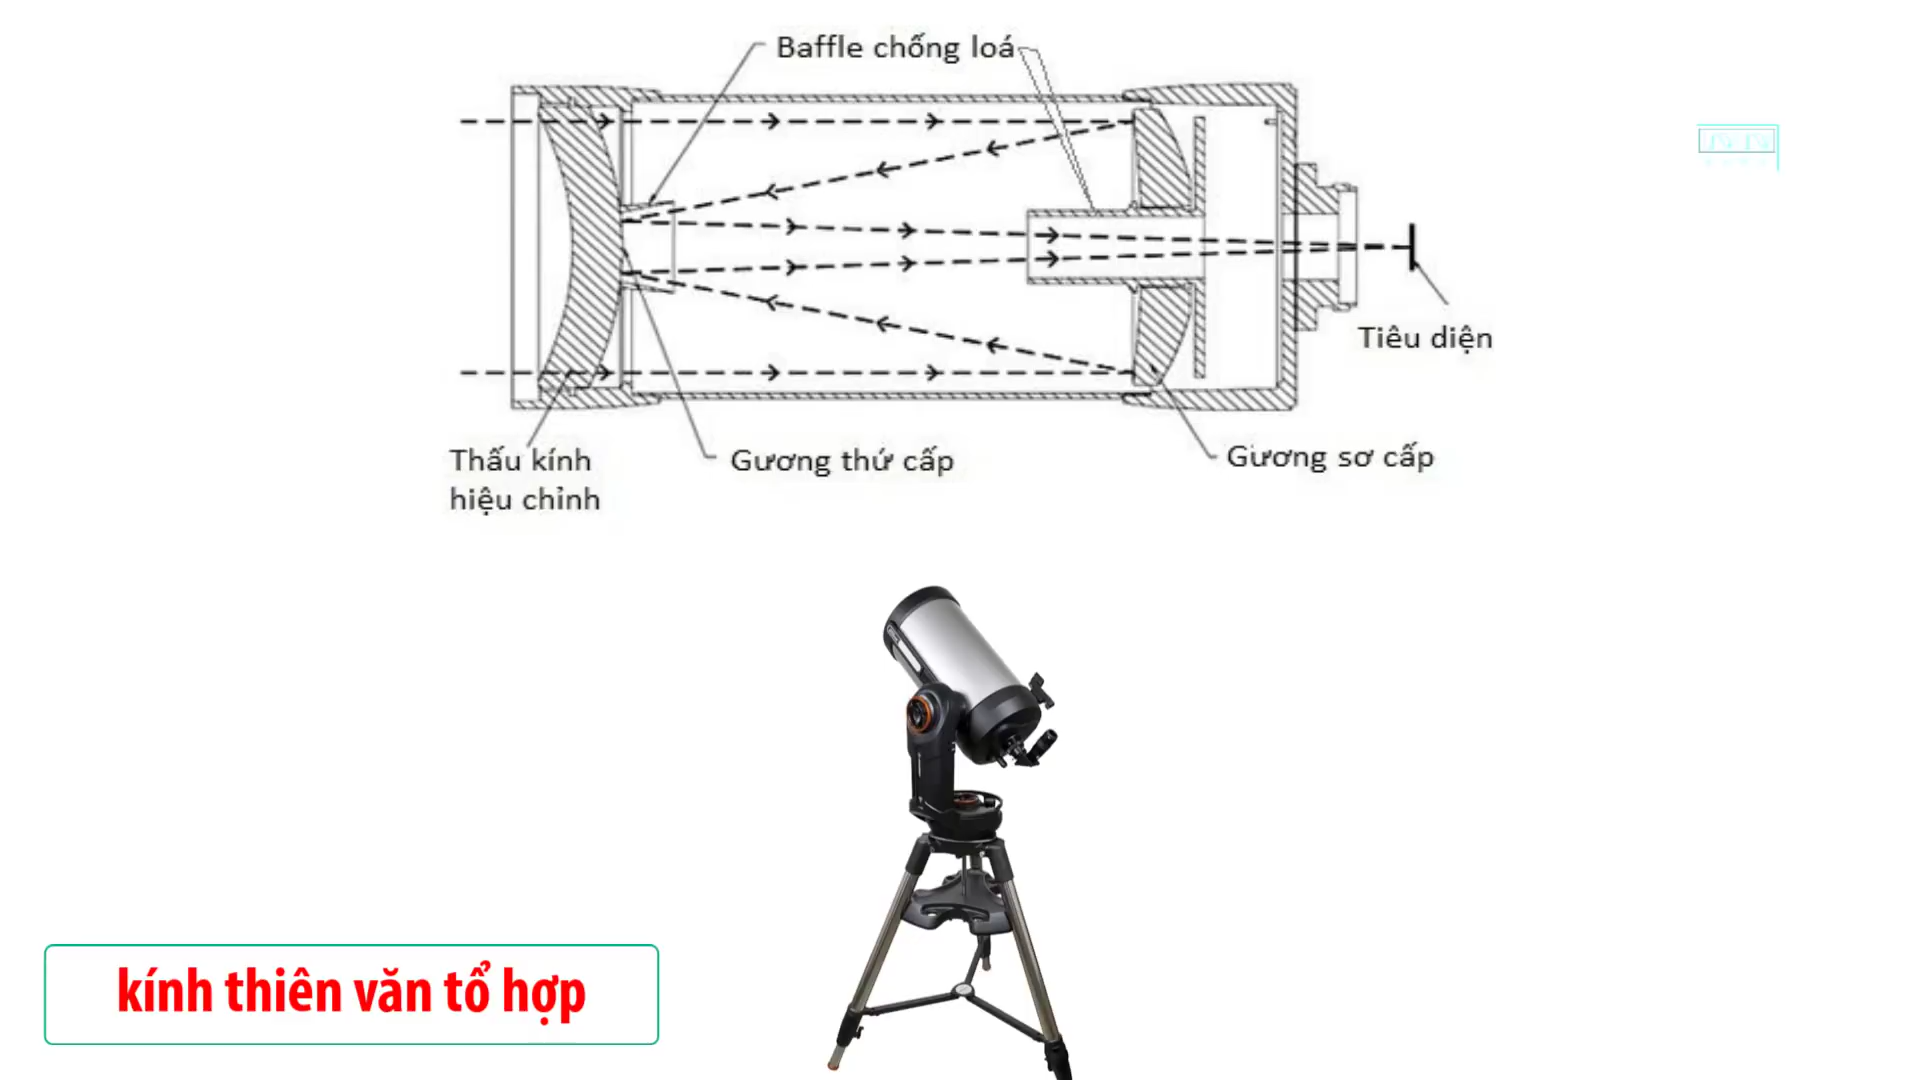 Baffle chống loá
Tiêu diện
Thấu kính
hiệu chỉnh
Gương thứ cấp
Gương sơ cấp
kính thiên văn tổ hợp